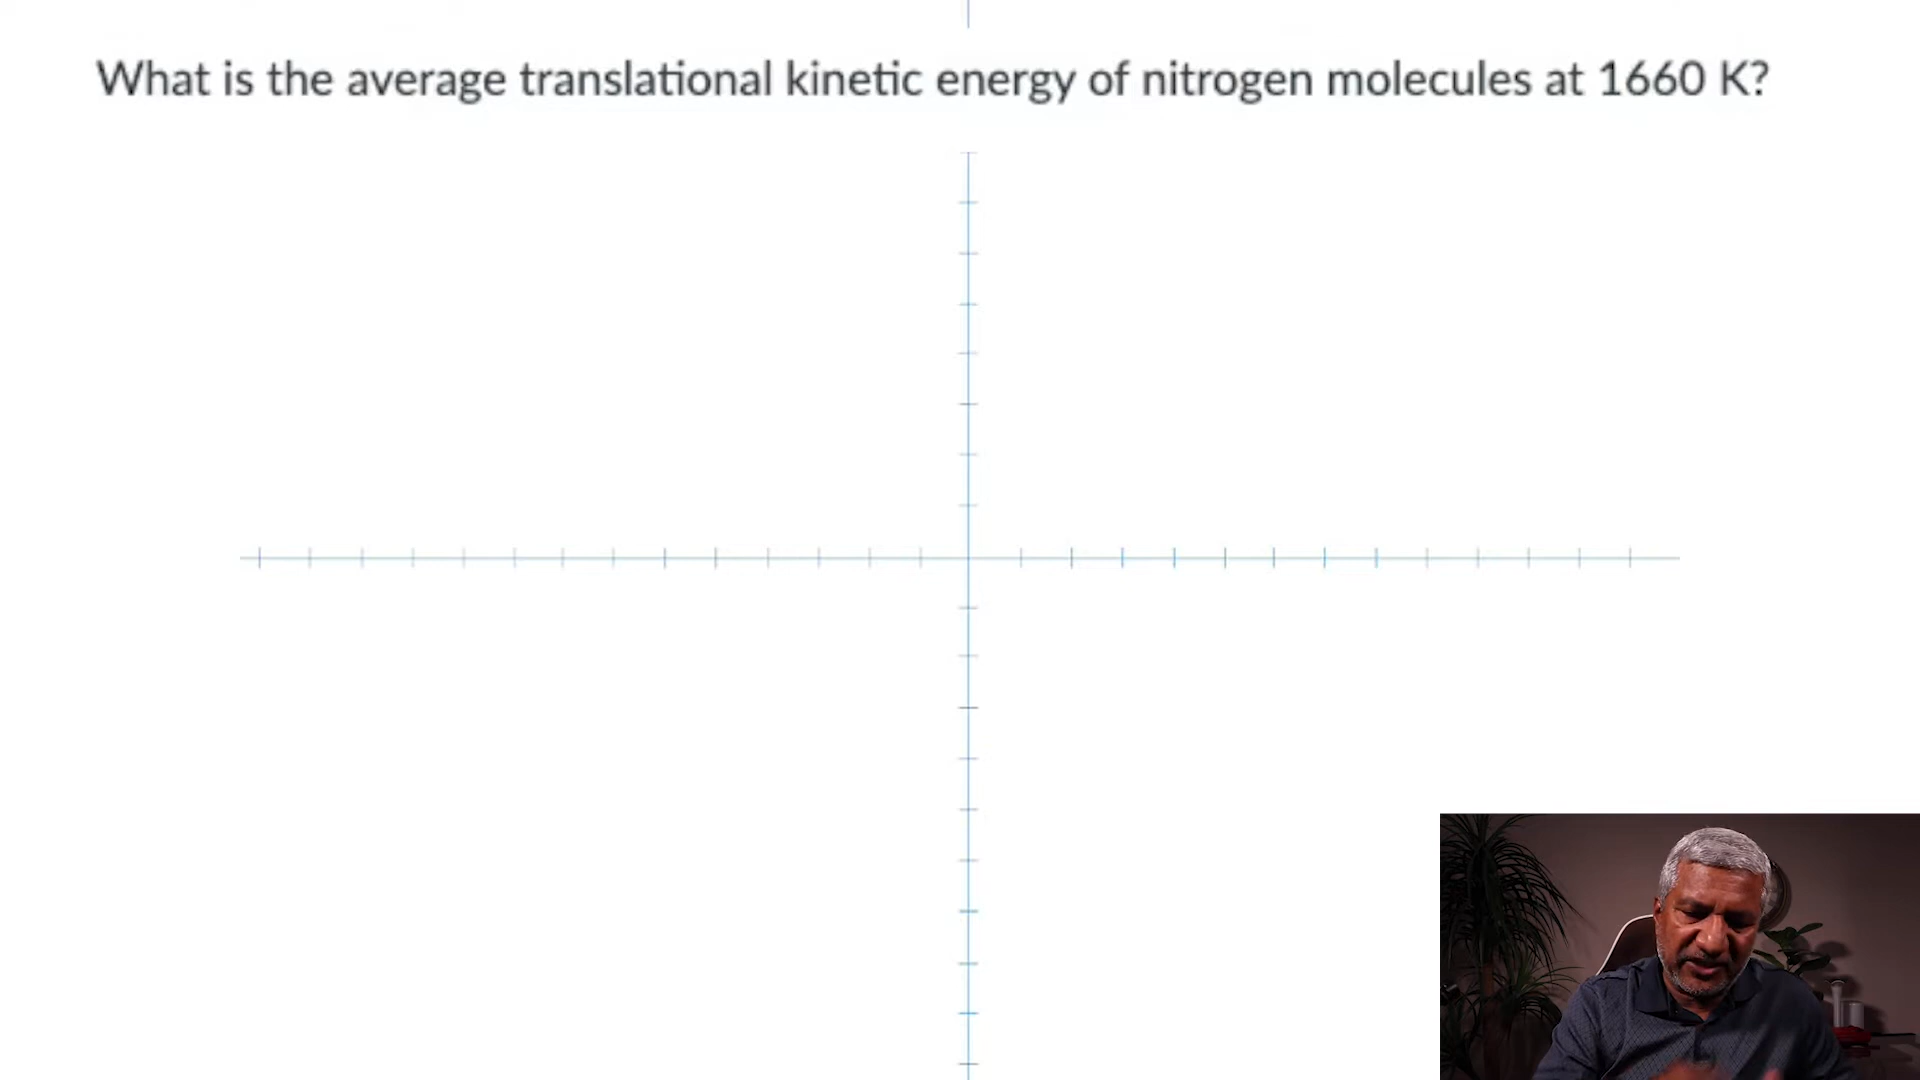 What is the average translational kinetic energy of nitrogen molecules at 1660 K?